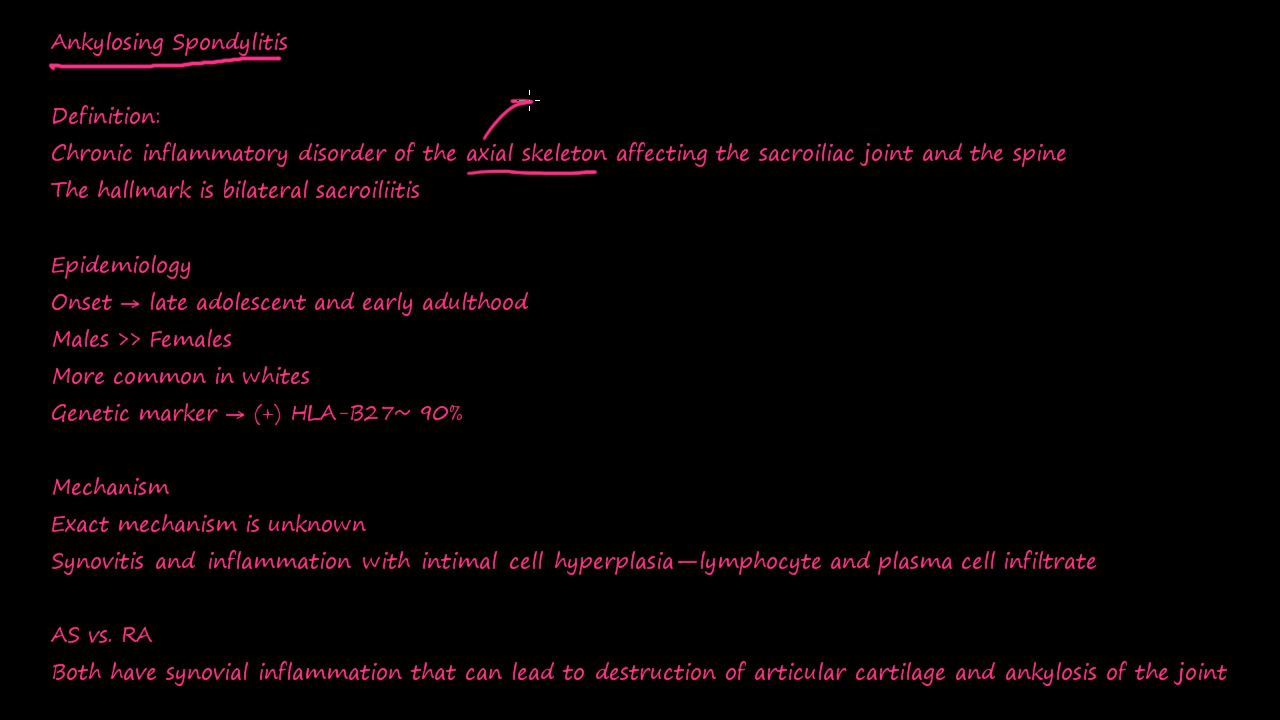 Ankylosing Spondylitis
Definition:
Chronic inflammatory disorder of the axial skeleton affecting the sacroiliac joint and the spine
The hallmark is bilateral sacroiliitis
Epidemiology
Onset → late adolescent and early adulthood
Males >> Females
More common in whites
Genetic marker → (+) HLA-B27~ 90%
Mechanism
Exact mechanism is unknown
Synovitis and inflammation with intimal cell hyperplasia—lymphocyte and plasma cell infiltrate
AS vs. RA
Both have synovial inflammation that can lead to destruction of articular cartilage and ankylosis of the joint